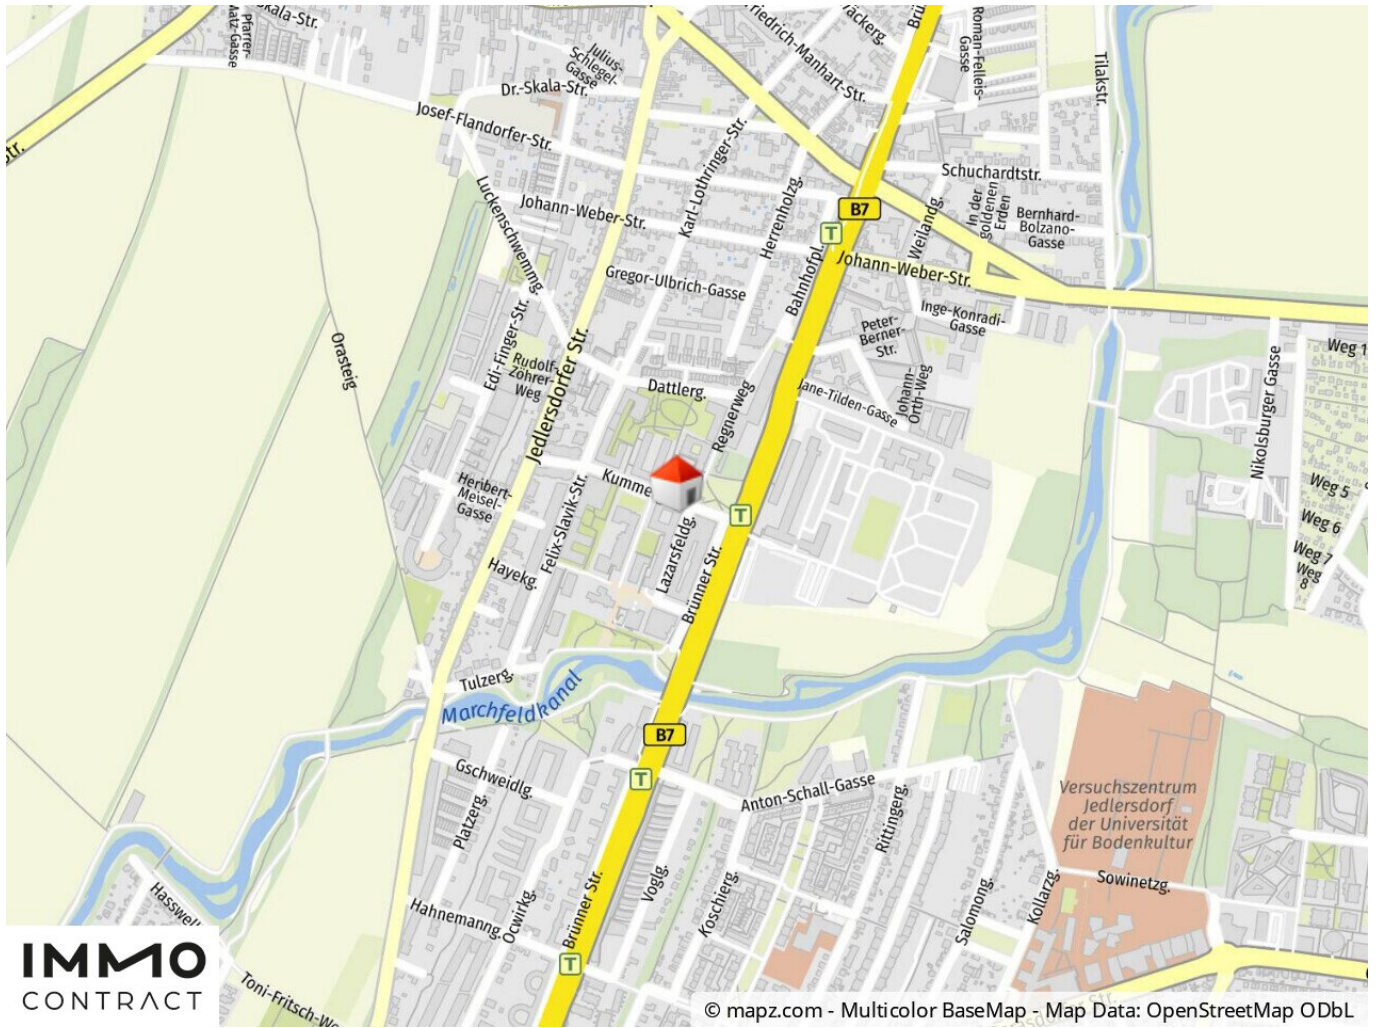 Skala-Str.
Pfarrer-
Matz-Gasse
Julius-
Schlegel-
Gasse
Friedrich-Manhart-Str.
Roman-Felleis-
Gasse
Tilakstr.
Dr.-Skala-Str.
Josef-Flandorfer-Str.
Str.
Karl-Lothringer-Str.
Schuchardtstr.
Luckenschwemmg.
Johann-Weber-Str.
Herrenholzg.
B7
T
Weilandg.
In der
goldenen
Erden
Bernhard-
Bolzano-
Gasse
Bahnhofpl.
Johann-Weber-Str.
Gregor-Ulbrich-Gasse
Inge-Konradi-
Gasse
Peter-
Berner-
Str.
Orasteig
Edi-Finger-Str.
Rudolf-
Zöhrer-
Weg
Jedlersdorfer Str.
Dattlerg.
Regnerweg
Jane-Tilden-Gasse
Johann-
Orth-Weg
Nikolsburger Gasse
Weg 1
Heribert-
Meisel-
Gasse
Felix-Slavik-Str.
Kumme
T
Weg 5
Weg 6
Weg 7
Weg
8
Hayekg.
Lazarsfeldg.
Brünner Str.
Tulzerg.
Marchfeldkanal
B7
T
Gschweidlg.
Platzerg.
Anton-Schall-Gasse
Rittingerg.
Versuchszentrum
Jedlersdorf
der Universität
für Bodenkultur
Sowinetzg.
Hasswell
Hahnemanng.
Ocwirkg.
Brünner Str.
Voglg.
Koschierg.
Salomong.
Kollarzg.
T
IMMO
CONTRACT
Toni-Fritsch-We
© mapz.com - Multicolor BaseMap - Map Data: OpenStreetMap ODbL